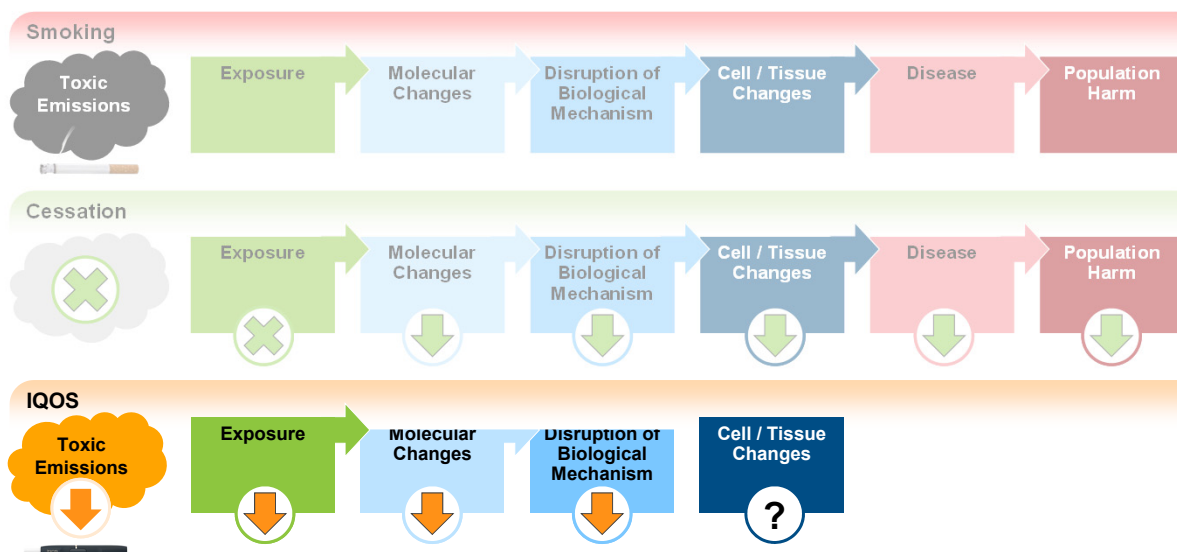 Smoking
Toxic
Emissions
Exposure
Molecular
Changes
Disruption of
Biological
Mechanism
Cell / Tissue
Changes
Disease
Population
Harm
Cessation
Exposure
Molecular
Changes
Disruption of
Biological
Mechanism
Cell / Tissue
Changes
Disease
Population
Harm
IQOS
Toxic
Emissions
Exposure
Molecular
Changes
Disruption of
Biological
Mechanism
Cell / Tissue
Changes
?